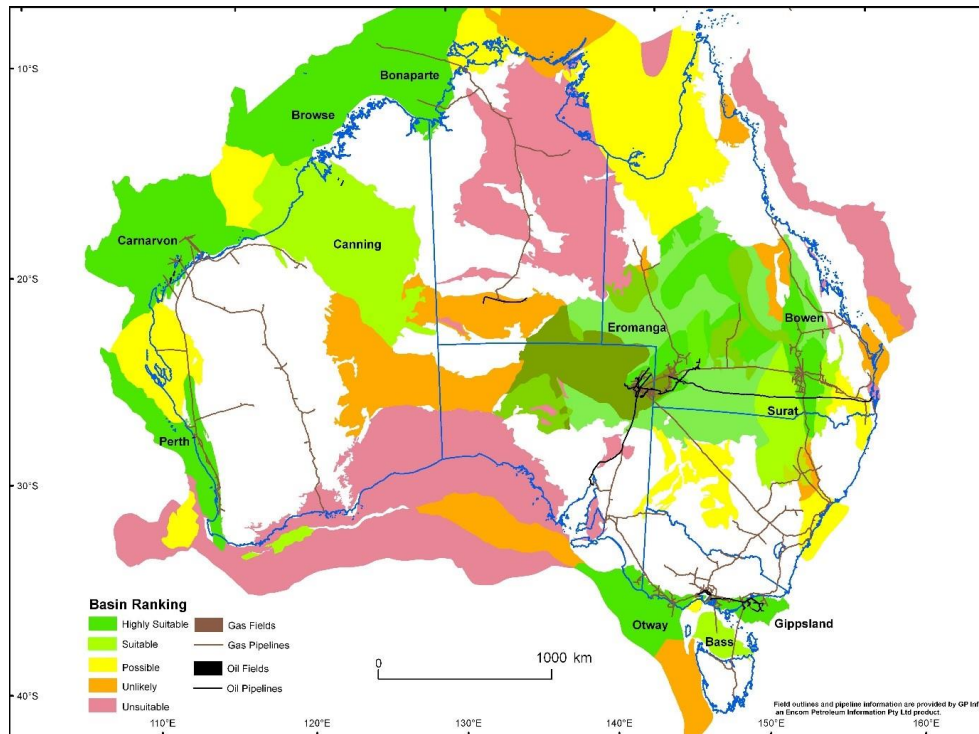 10°S
20°S
30°S
40°S
Bonaparte
Browse
Carnarvon
Canning
Eromanga
Bowen
Surat
Perth
Otway
Bass
Gippsland
Basin Ranking
Highly Suitable
Suitable
Possible
Unlikely
Unsuitable
Gas Fields
Gas Pipelines
Oil Fields
Oil Pipelines
0
1000 km
Field outlines and pipeline information are provided by GP Inf
an Encom Petroleum Information Pty Ltd product.
110°E
120°E
130°E
140°E
150°E
160°E